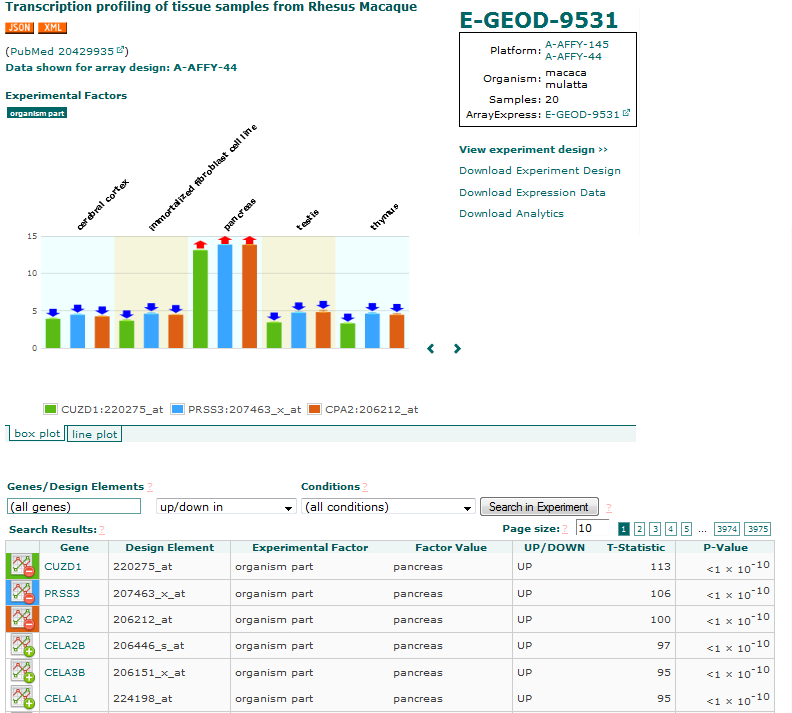 Transcription profiling of tissue samples from Rhesus Macaque
JSON XML
(PubMed 20429935)
Data shown for array design: A-AFFY-44
Experimental Factors
organism part
E-GEOD-9531
Platform: A-AFFY-145
A-AFFY-44
Organism: macaca
mulatta
Samples: 20
ArrayExpress: E-GEOD-9531
View experiment design >>
Download Experiment Design
Download Expression Data
Download Analytics
cerebral cortex
immortalized fibroblast cell line
pancreas
testis
thymus
15
10
5
0
CUZD1:220275_at PRSS3:207463_x_at CPA2:206212_at
box plot line plot
Genes/Design Elements ? Conditions ?
(all genes) up/down in (all conditions) Search in Experiment ?
Search Results: ? Page size: ? 10 1 2 3 4 5 ... 3974 3975
Gene Design Element Experimental Factor Factor Value UP/DOWN T-Statistic P-Value
CUZD1 220275_at organism part pancreas UP 113 <1 × 10^-10
PRSS3 207463_x_at organism part pancreas UP 106 <1 × 10^-10
CPA2 206212_at organism part pancreas UP 100 <1 × 10^-10
CELA2B 206446_s_at organism part pancreas UP 97 <1 × 10^-10
CELA3B 206151_x_at organism part pancreas UP 95 <1 × 10^-10
CELA1 224198_at organism part pancreas UP 95 <1 × 10^-10